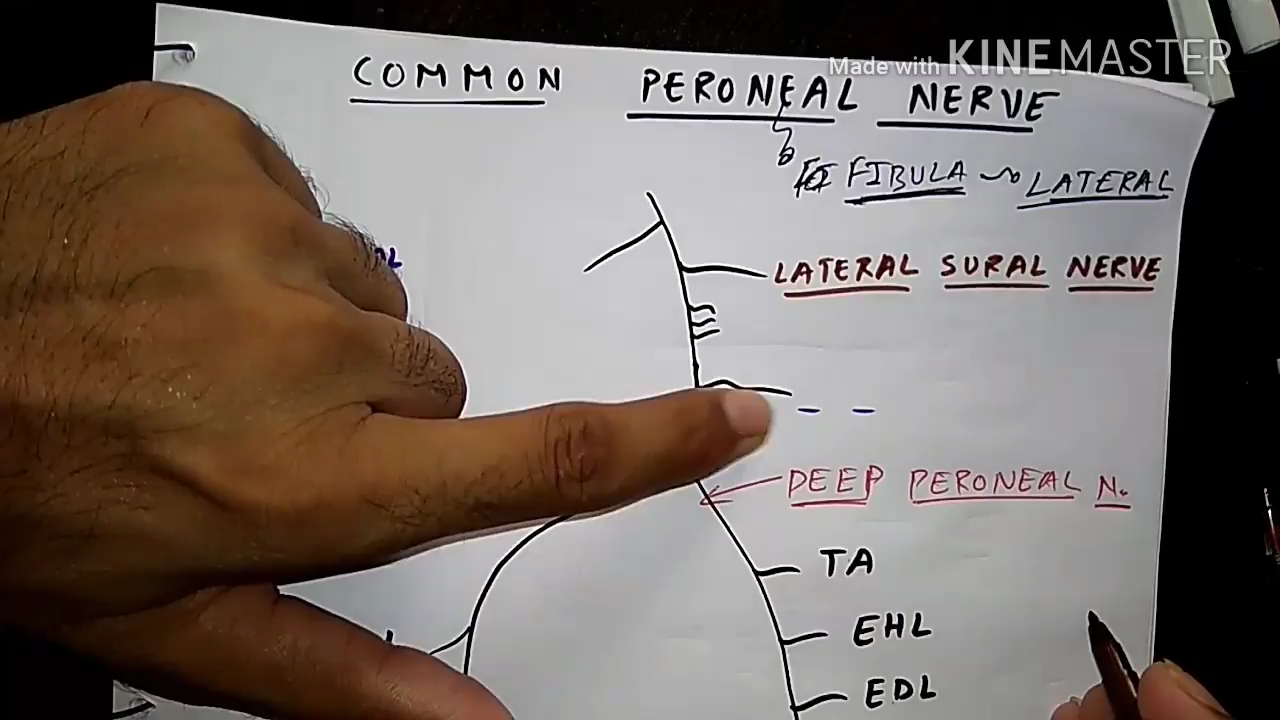 Made with KINEMASTER
COMMON PERONEAL NERVE
FIBULA LATERAL
LATERAL SURAL NERVE
DEEP PERONEAL N.
TA
EHL
EDL